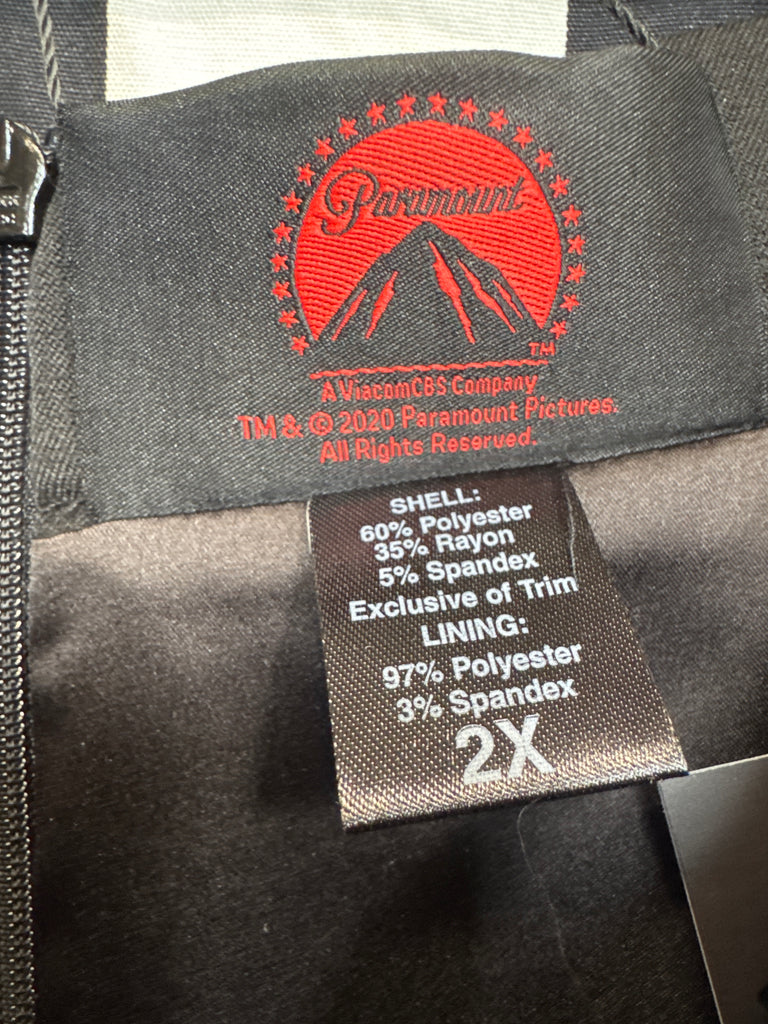 Paramount
TM
A ViacomCBS Company
TM & © 2020 Paramount Pictures.
All Rights Reserved.
SHELL:
60% Polyester
35% Rayon
5% Spandex
Exclusive of Trim
LINING:
97% Polyester
3% Spandex
2X